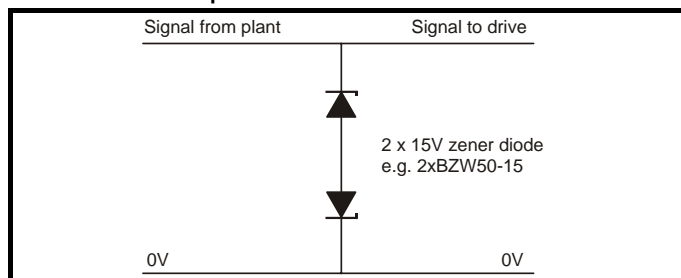 Signal from plant Signal to drive
2 x 15V zener diode
e.g. 2xBZW50-15
0V 0V